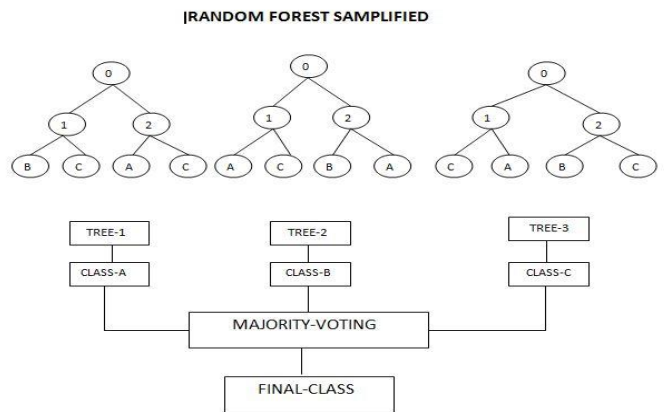 RANDOM FOREST SAMPLIFIED
0 0 0
1 2 1 2 1 2
B C A C A C B A C A B C
TREE-1 TREE-2 TREE-3
CLASS-A CLASS-B CLASS-C
MAJORITY-VOTING
FINAL-CLASS